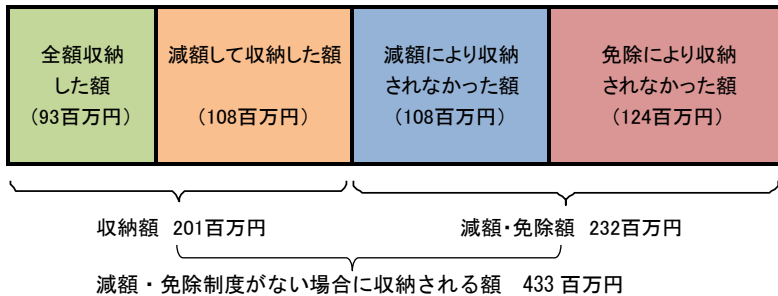 全額収納
した額
（93百万円）
減額して収納した額
（108百万円）
減額により収納
されなかった額
（108百万円）
免除により収納
されなかった額
（124百万円）
収納額 201百万円
減額・免除額 232百万円
減額・免除制度がない場合に収納される額 433 百万円